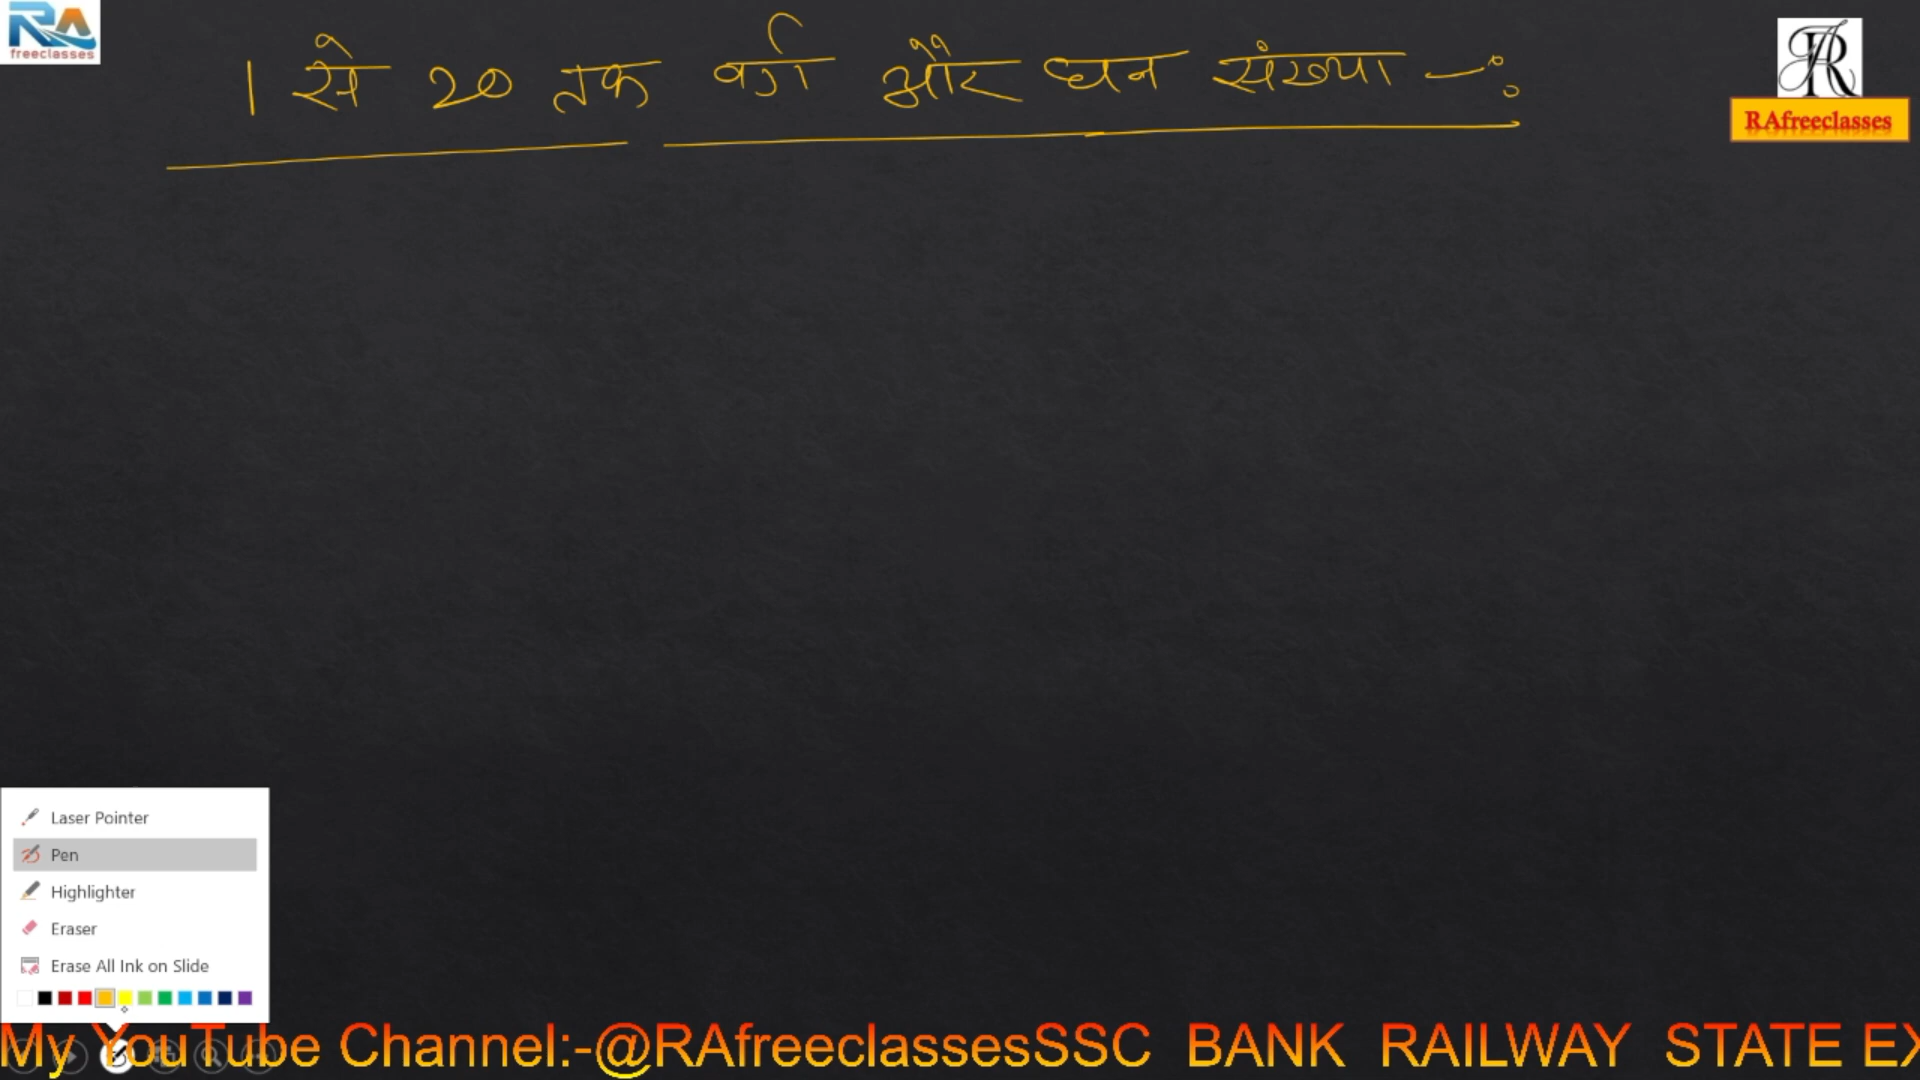 RA
freeclasses
1 से 20 तक वर्ग और घन संख्या -:
RAfreeclasses
Laser Pointer
Pen
Highlighter
Eraser
Erase All Ink on Slide
My YouTube Channel:-@RAfreeclassesSSC BANK RAILWAY STATE EX